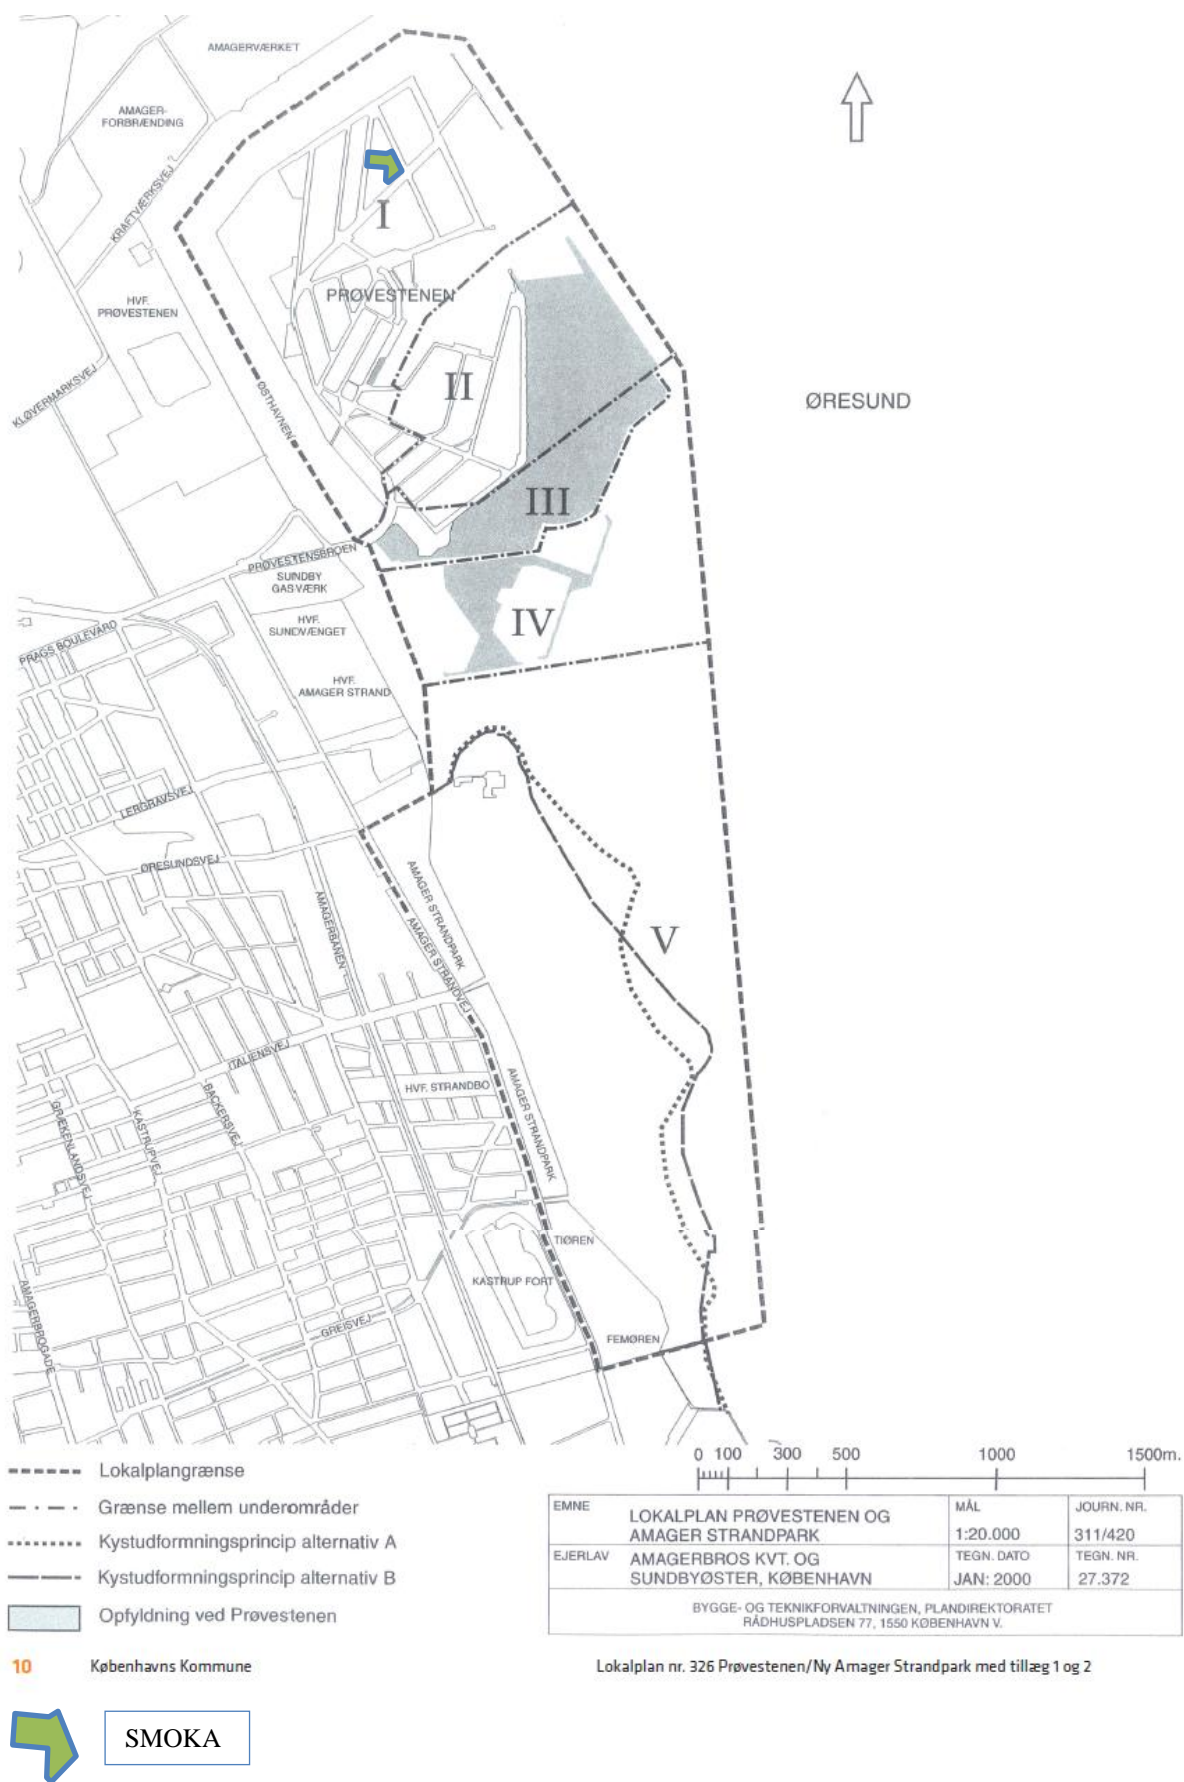 AMAGERVÆRKET
AMAGER-
FORBRÆNDING
KRAFTVÆRKSVEJ
I
HVF.
PRØVESTENEN
PRØVESTENEN
KLØVERMARKSVEJ
ØSTHAVNEN
II
ØRESUND
III
PRØVESTENSBROEN
SUNDBY
GASVÆRK
HVF.
SUNDVÆNGET
IV
PRAGS BOULEVARD
HVF.
AMAGER STRAND
LERGRAVSVEJ
ØRESUNDSVEJ
AMAGERBANEN
AMAGER STRANDPARK
AMAGER STRANDVEJ
V
ITALIENSVEJ
HVF. STRANDBO
AMAGER STRANDPARK
BACKERSVEJ
KASTRUPVEJ
GRÆKENLANDSVEJ
TIØREN
KASTRUP FORT
GREISVEJ
FEMØREN
AMAGERBROGADE
0 100 300 500 1000 1500m.
Lokalplangrænse
Grænse mellem underområder
Kystudformningsprincip alternativ A
Kystudformningsprincip alternativ B
Opfyldning ved Prøvestenen
EMNE LOKALPLAN PRØVESTENEN OG
AMAGER STRANDPARK
MÅL
1:20.000
JOURN. NR.
311/420
EJERLAV AMAGERBROS KVT. OG
SUNDBYØSTER, KØBENHAVN
TEGN. DATO
JAN: 2000
TEGN. NR.
27.372
BYGGE- OG TEKNIKFORVALTNINGEN, PLANDIREKTORATET
RÅDHUSPLADSEN 77, 1550 KØBENHAVN V.
10 Københavns Kommune Lokalplan nr. 326 Prøvestenen/Ny Amager Strandpark med tillæg 1 og 2
SMOKA